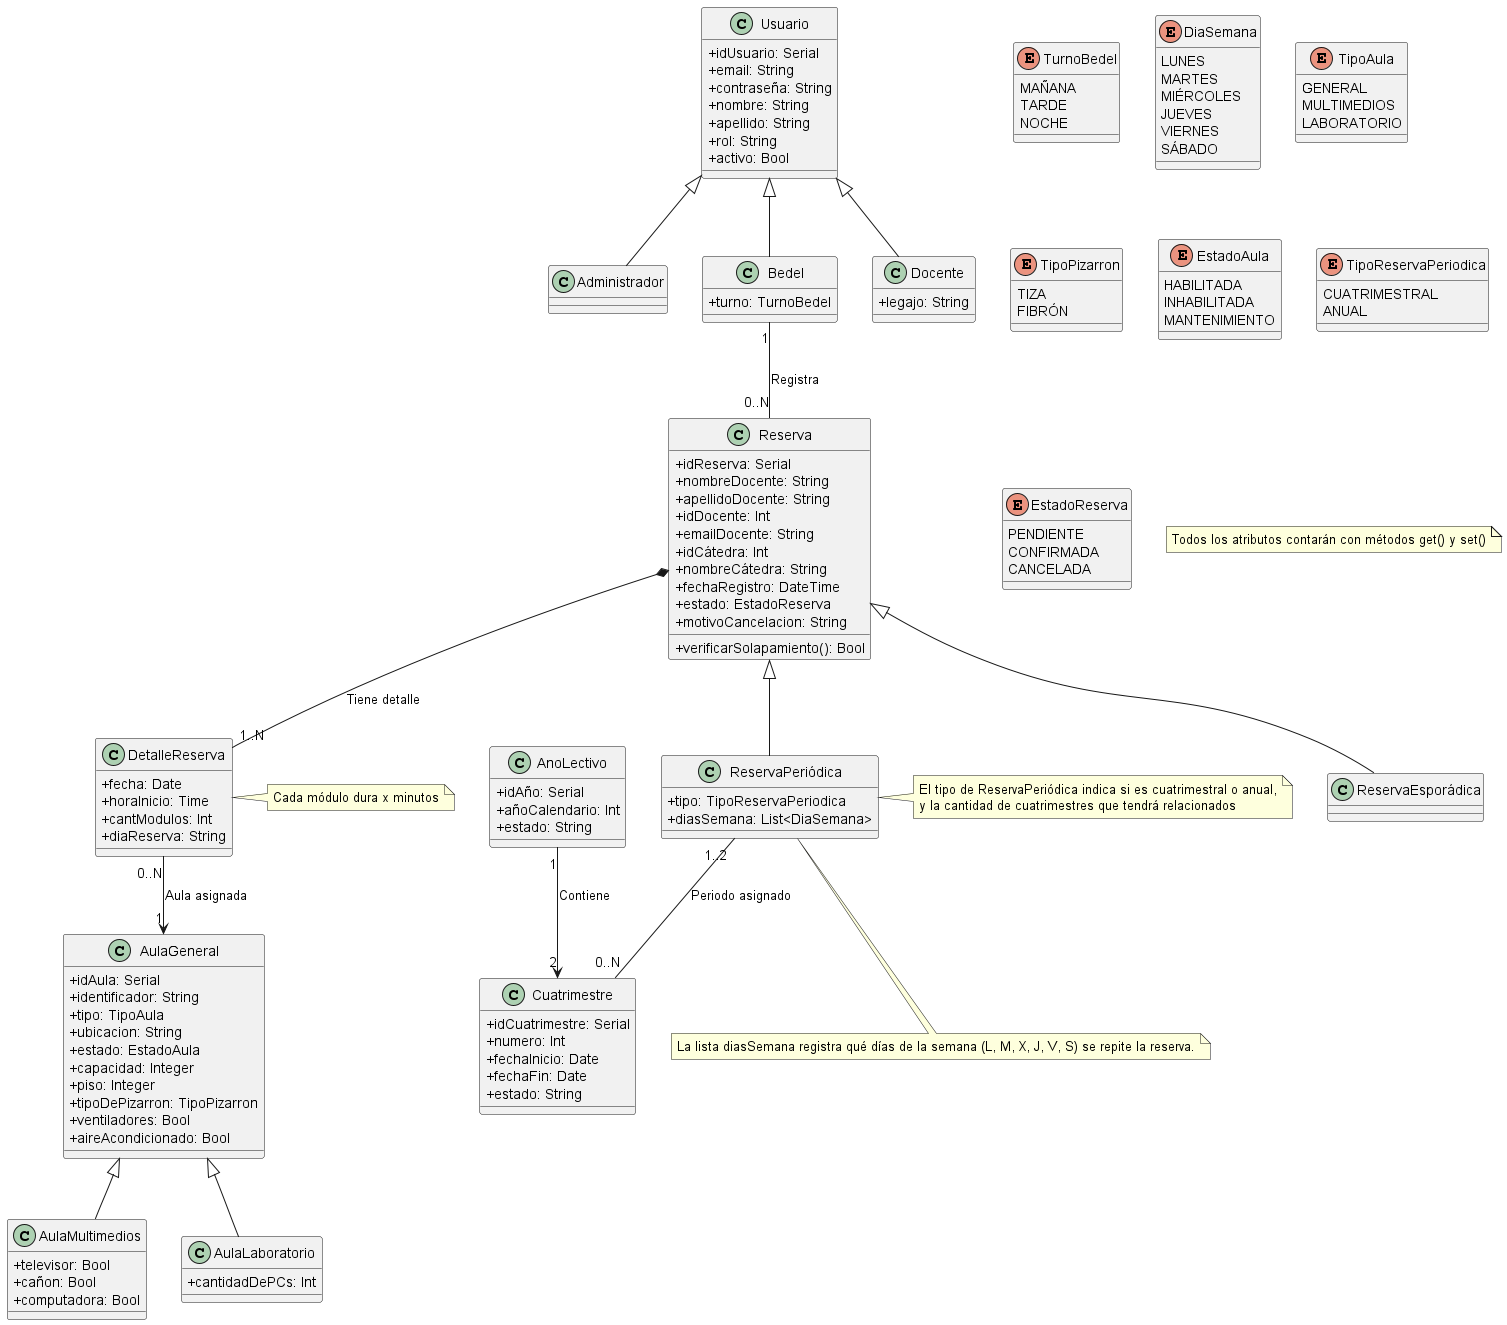 C Usuario
+idUsuario: Serial
+email: String
+contraseña: String
+nombre: String
+apellido: String
+rol: String
+activo: Bool
E TurnoBedel
MAÑANA
TARDE
NOCHE
E DiaSemana
LUNES
MARTES
MIÉRCOLES
JUEVES
VIERNES
SÁBADO
E TipoAula
GENERAL
MULTIMEDIOS
LABORATORIO
C Administrador
C Bedel
+turno: TurnoBedel
C Docente
+legajo: String
E TipoPizarron
TIZA
FIBRÓN
E EstadoAula
HABILITADA
INHABILITADA
MANTENIMIENTO
E TipoReservaPeriodica
CUATRIMESTRAL
ANUAL
1
Registra
0..N
C Reserva
+idReserva: Serial
+nombreDocente: String
+apellidoDocente: String
+idDocente: Int
+emailDocente: String
+idCátedra: Int
+nombreCátedra: String
+fechaRegistro: DateTime
+estado: EstadoReserva
+motivoCancelacion: String
+verificarSolapamiento(): Bool
E EstadoReserva
PENDIENTE
CONFIRMADA
CANCELADA
Todos los atributos contarán con métodos get() y set()
Tiene detalle
1..N
C DetalleReserva
+fecha: Date
+horaInicio: Time
+cantModulos: Int
+diaReserva: String
Cada módulo dura x minutos
C AnoLectivo
+idAño: Serial
+añoCalendario: Int
+estado: String
C ReservaPeriódica
+tipo: TipoReservaPeriodica
+diasSemana: List<DiaSemana>
El tipo de ReservaPeriódica indica si es cuatrimestral o anual,
y la cantidad de cuatrimestres que tendrá relacionados
C ReservaEsporádica
0..N
Aula asignada
1
1
Contiene
2
1..2
Periodo asignado
0..N
C AulaGeneral
+idAula: Serial
+identificador: String
+tipo: TipoAula
+ubicacion: String
+estado: EstadoAula
+capacidad: Integer
+piso: Integer
+tipoDePizarron: TipoPizarron
+ventiladores: Bool
+aireAcondicionado: Bool
C Cuatrimestre
+idCuatrimestre: Serial
+numero: Int
+fechaInicio: Date
+fechaFin: Date
+estado: String
La lista diasSemana registra qué días de la semana (L, M, X, J, V, S) se repite la reserva.
C AulaMultimedios
+televisor: Bool
+cañon: Bool
+computadora: Bool
C AulaLaboratorio
+cantidadDePCs: Int